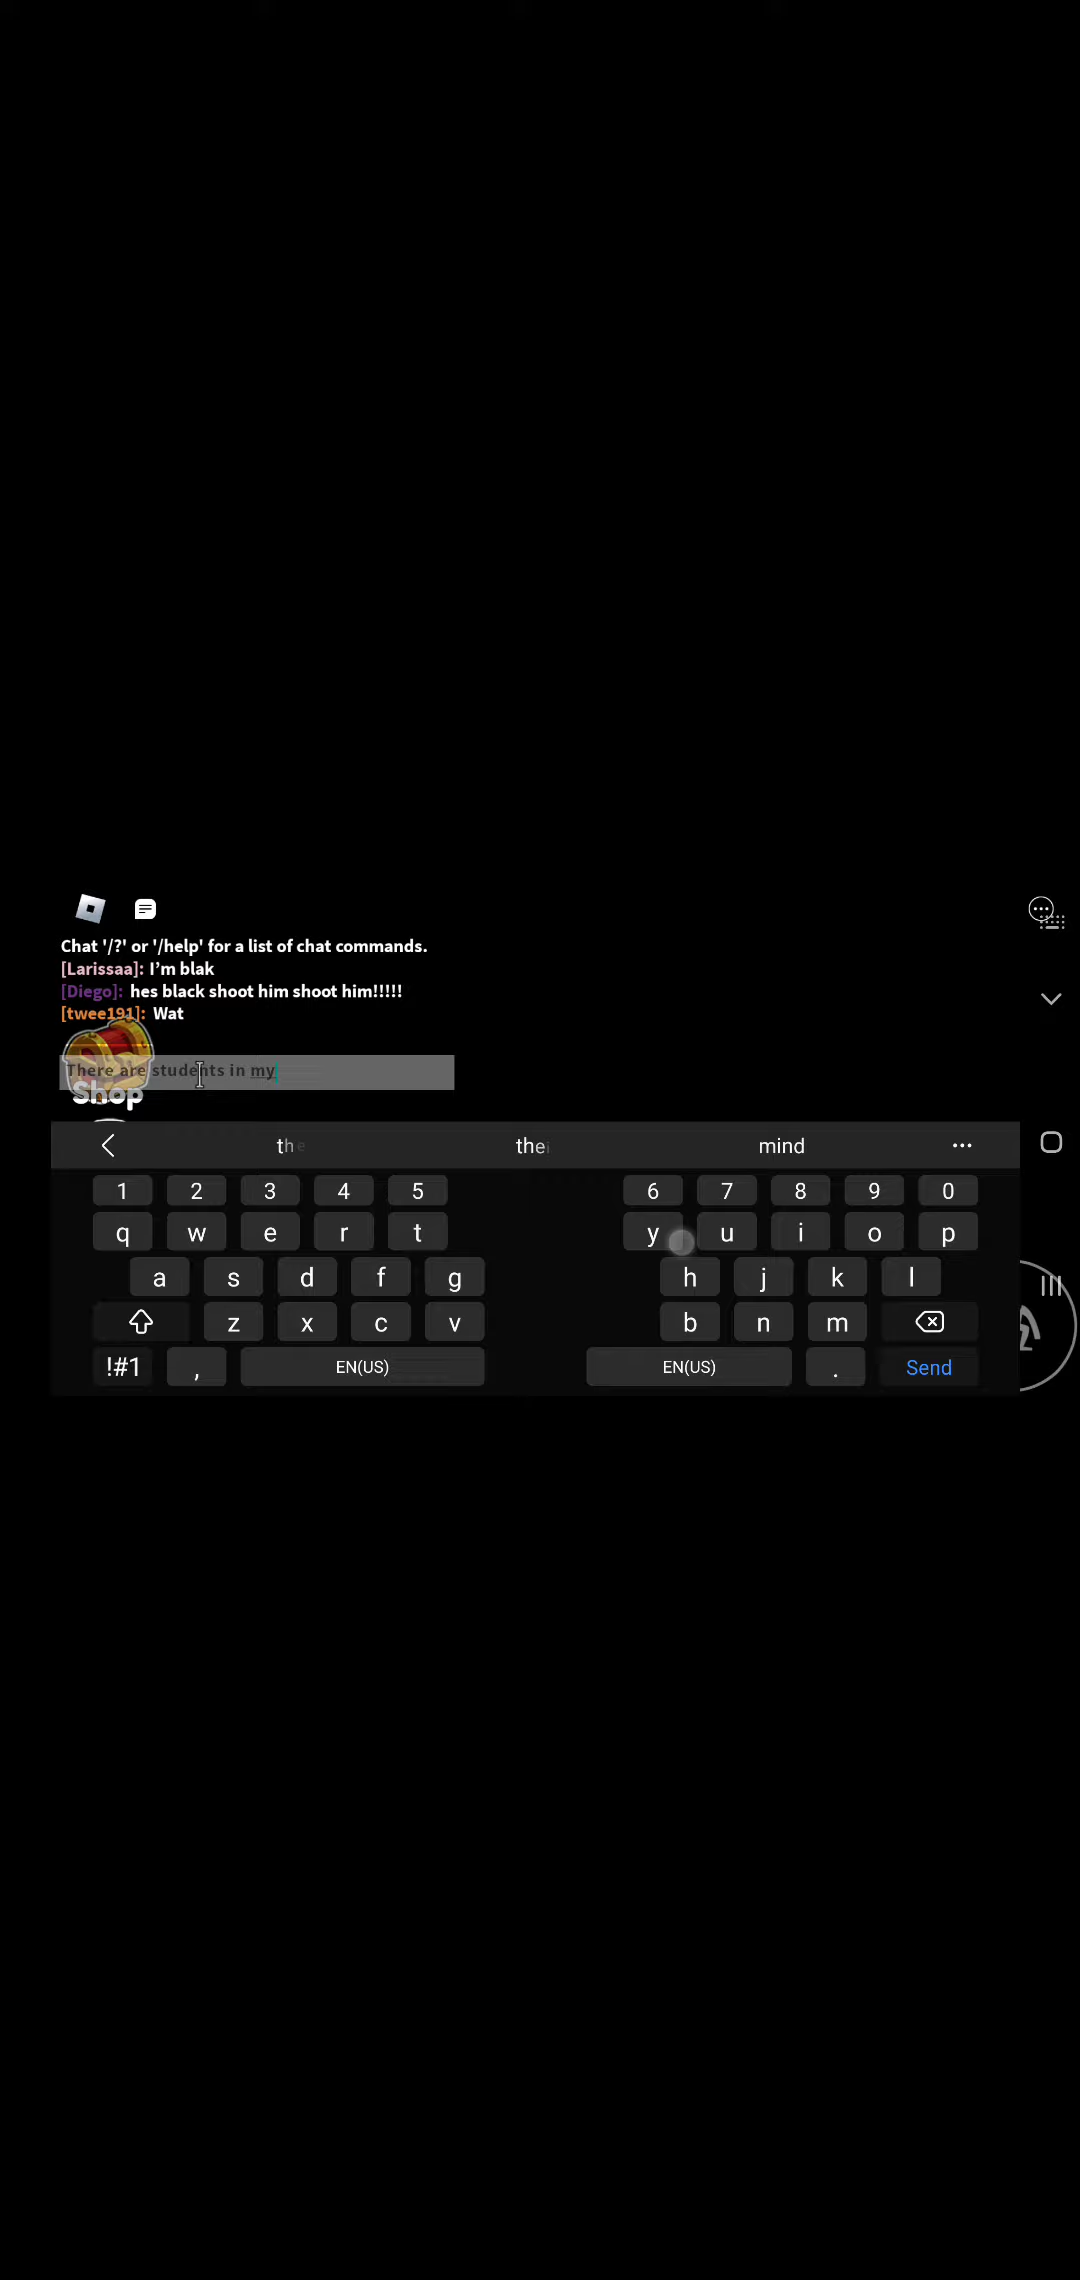 Chat '/?' or '/help' for a list of chat commands.
[Larissaa]: I'm blak
[Diego]: hes black shoot him shoot him!!!!!
[twee191]: Wat
There are students in my
Shop
the thei mind ...
1 2 3 4 5 6 7 8 9 0
q w e r t y u i o p
a s d f g h j k l
z x c v b n m
!#1 , EN(US) EN(US) . Send